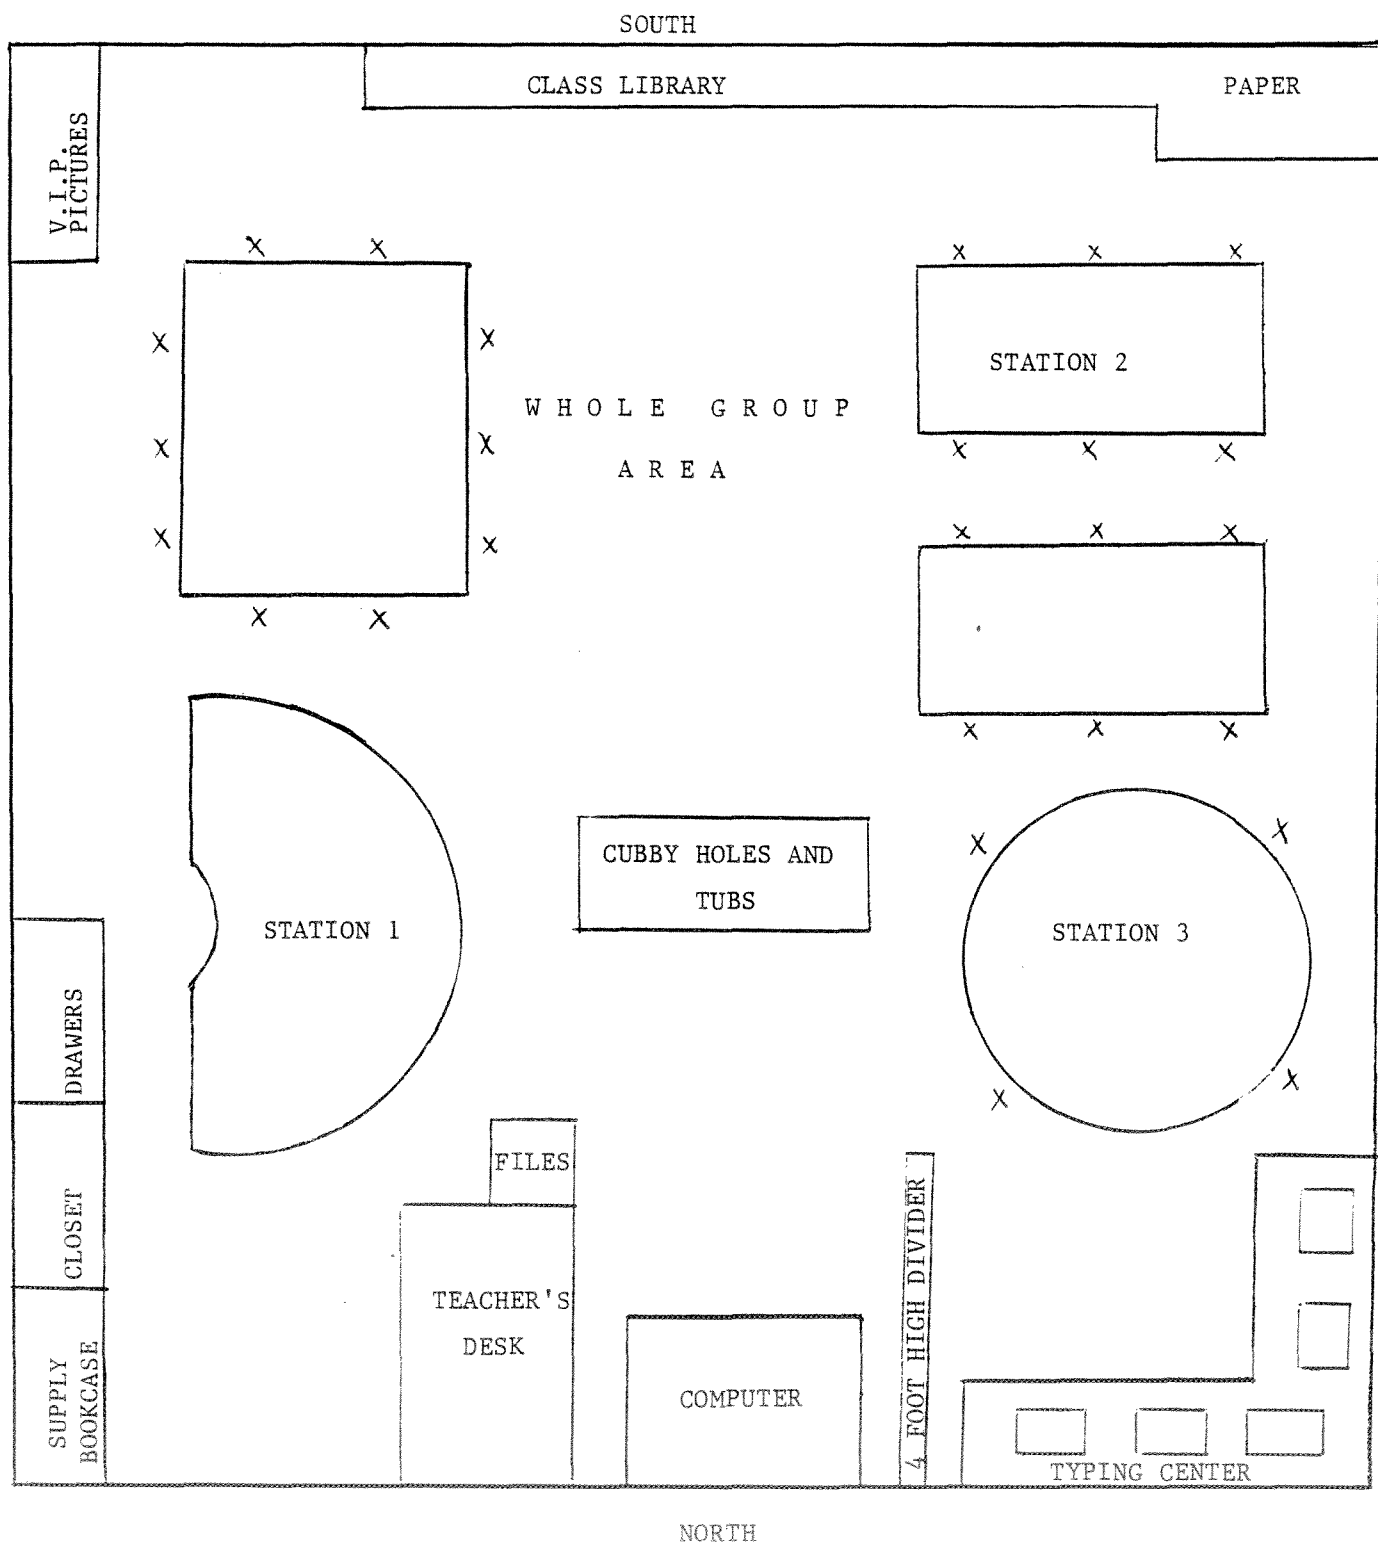 SOUTH
CLASS LIBRARY
PAPER
V.I.P.
PICTURES
X X
X X X
X X
STATION 2
W H O L E G R O U P
X X
X X X
A R E A
X X X
X X
X X
X X X
X X
CUBBY HOLES AND
TUBS
STATION 1
STATION 3
DRAWERS
X X
FILES
CLOSET
4 FOOT HIGH DIVIDER
TEACHER'S
DESK
COMPUTER
SUPPLY
BOOKCASE
TYPING CENTER
NORTH